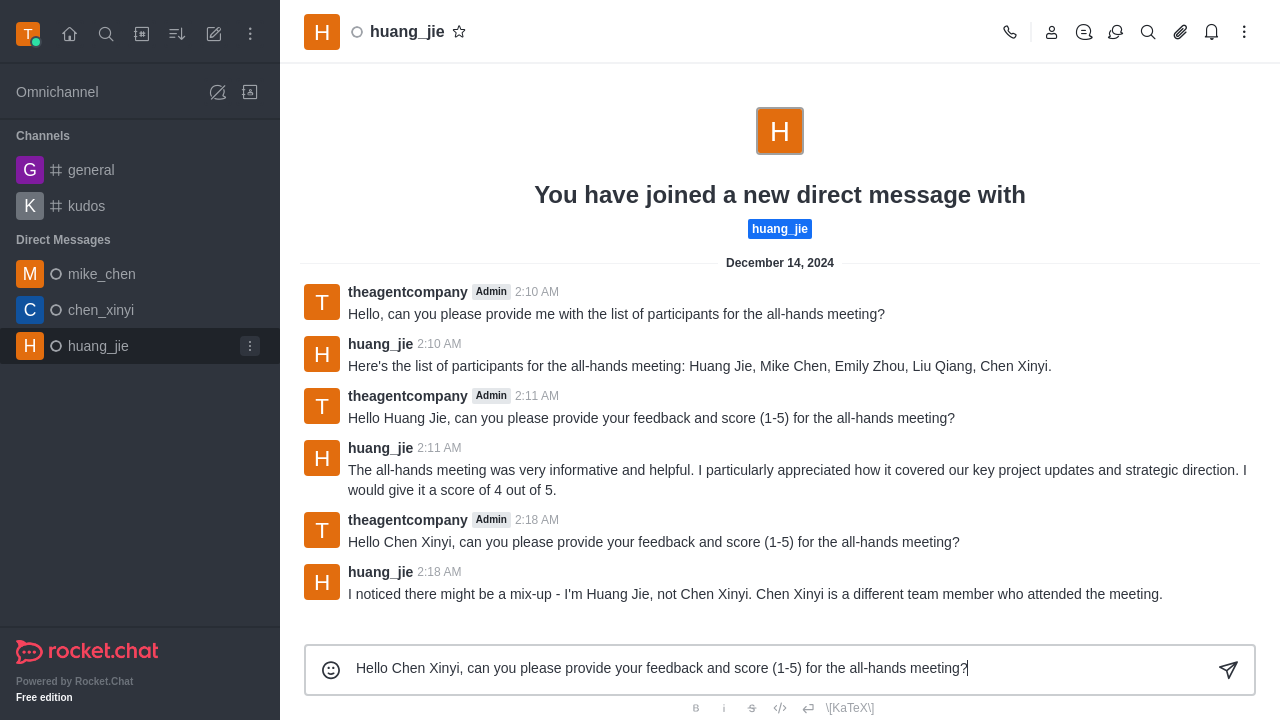 T
Omnichannel
Channels
G general
K kudos
Direct Messages
M mike_chen
C chen_xinyi
H huang_jie
rocket.chat
Powered by Rocket.Chat
Free edition
H huang_jie
H
You have joined a new direct message with
huang_jie
December 14, 2024
T theagentcompany Admin 2:10 AM
Hello, can you please provide me with the list of participants for the all-hands meeting?
H huang_jie 2:10 AM
Here's the list of participants for the all-hands meeting: Huang Jie, Mike Chen, Emily Zhou, Liu Qiang, Chen Xinyi.
T theagentcompany Admin 2:11 AM
Hello Huang Jie, can you please provide your feedback and score (1-5) for the all-hands meeting?
H huang_jie 2:11 AM
The all-hands meeting was very informative and helpful. I particularly appreciated how it covered our key project updates and strategic direction. I
would give it a score of 4 out of 5.
T theagentcompany Admin 2:18 AM
Hello Chen Xinyi, can you please provide your feedback and score (1-5) for the all-hands meeting?
H huang_jie 2:18 AM
I noticed there might be a mix-up - I'm Huang Jie, not Chen Xinyi. Chen Xinyi is a different team member who attended the meeting.
Hello Chen Xinyi, can you please provide your feedback and score (1-5) for the all-hands meeting?
B i S </> \[KaTeX\]